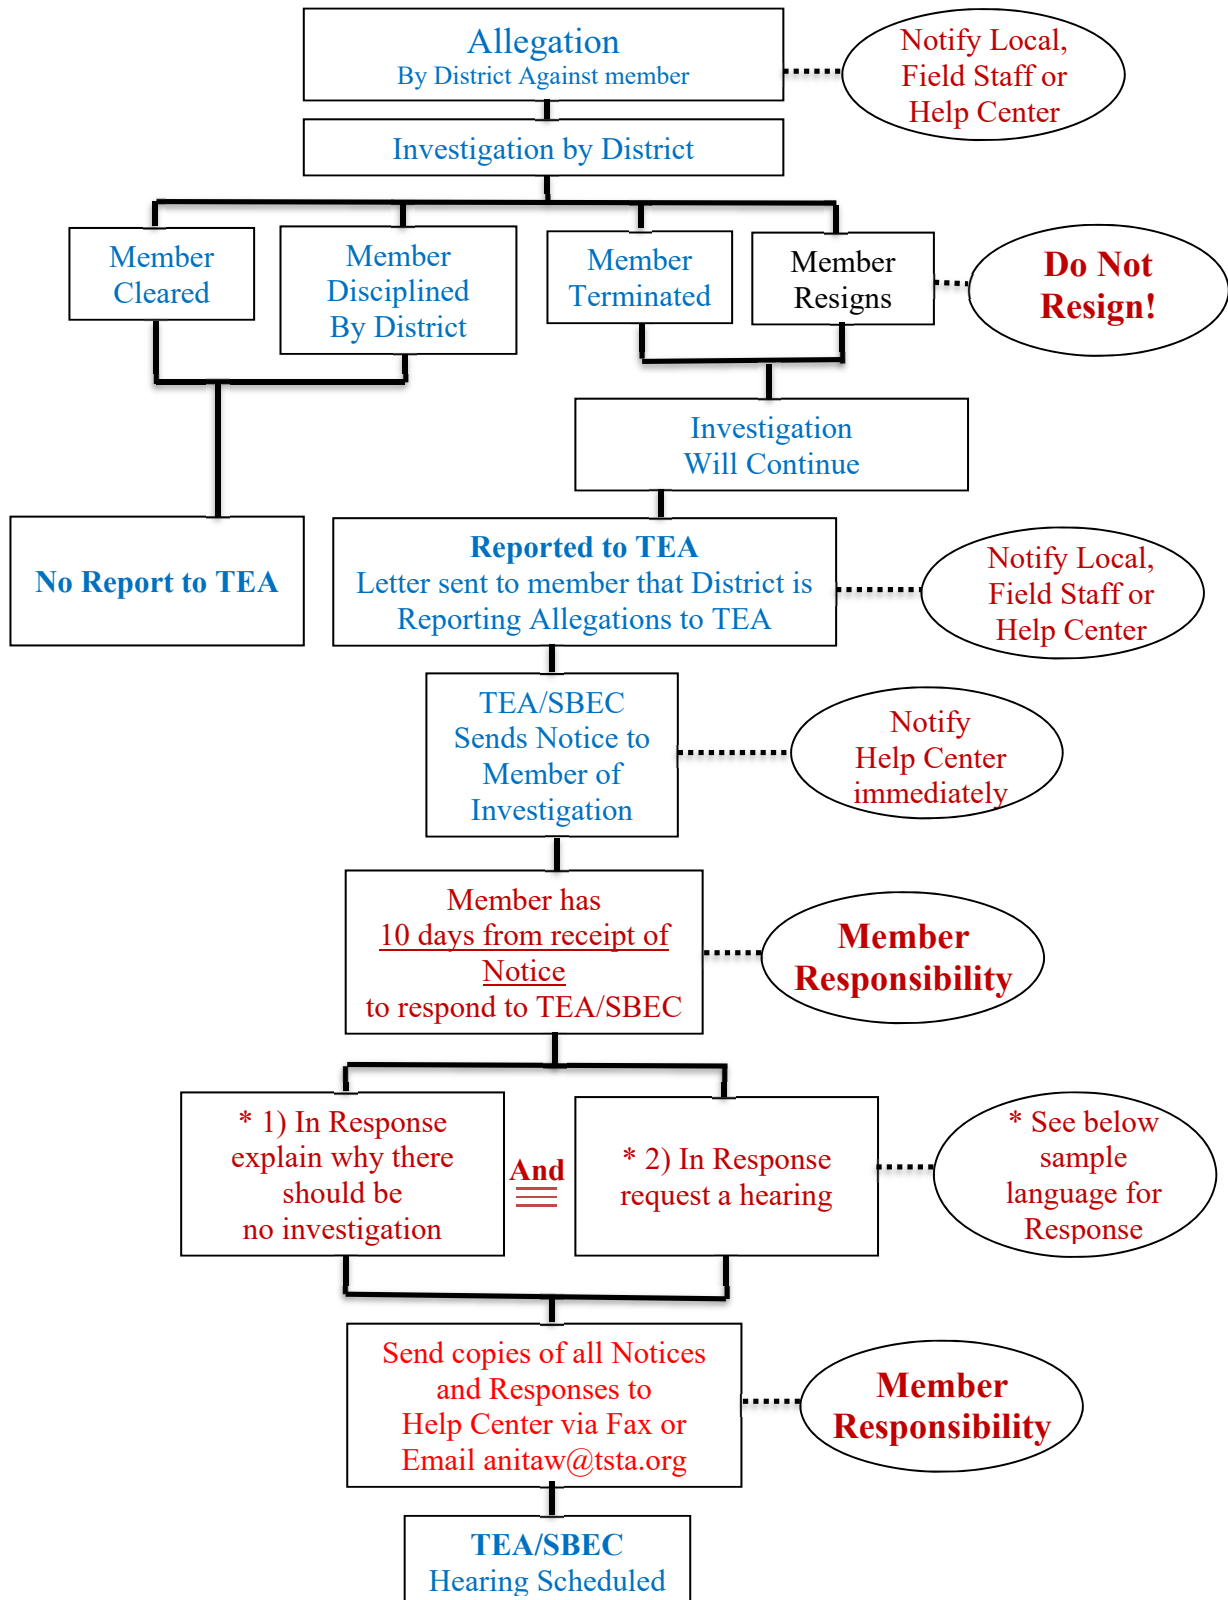 Allegation
By District Against member
Notify Local,
Field Staff or
Help Center
Investigation by District
Member
Cleared
Member
Disciplined
By District
Member
Terminated
Member
Resigns
Do Not
Resign!
Investigation
Will Continue
No Report to TEA
Reported to TEA
Letter sent to member that District is
Reporting Allegations to TEA
Notify Local,
Field Staff or
Help Center
TEA/SBEC
Sends Notice to
Member of
Investigation
Notify
Help Center
immediately
Member has
10 days from receipt of
Notice
to respond to TEA/SBEC
Member
Responsibility
* 1) In Response
explain why there
should be
no investigation
And
* 2) In Response
request a hearing
* See below
sample
language for
Response
Send copies of all Notices
and Responses to
Help Center via Fax or
Email anitaw@tsta.org
Member
Responsibility
TEA/SBEC
Hearing Scheduled